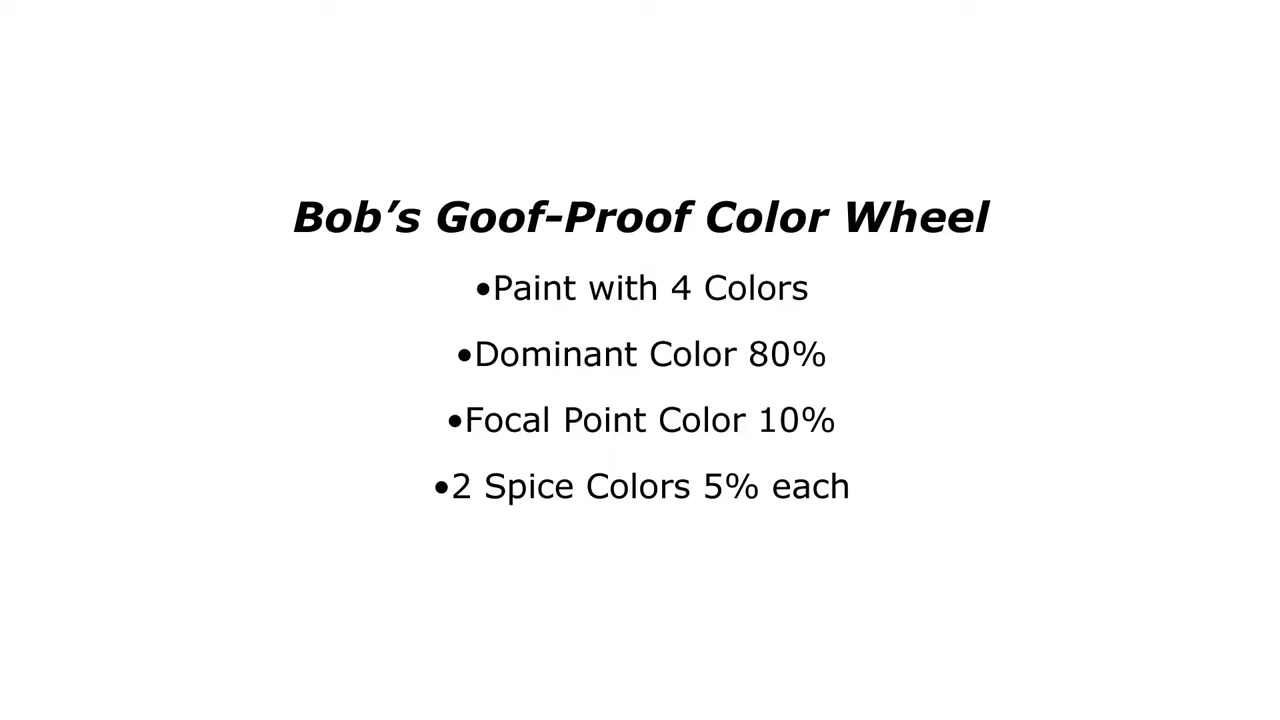 Bob’s Goof-Proof Color Wheel
•Paint with 4 Colors
•Dominant Color 80%
•Focal Point Color 10%
•2 Spice Colors 5% each